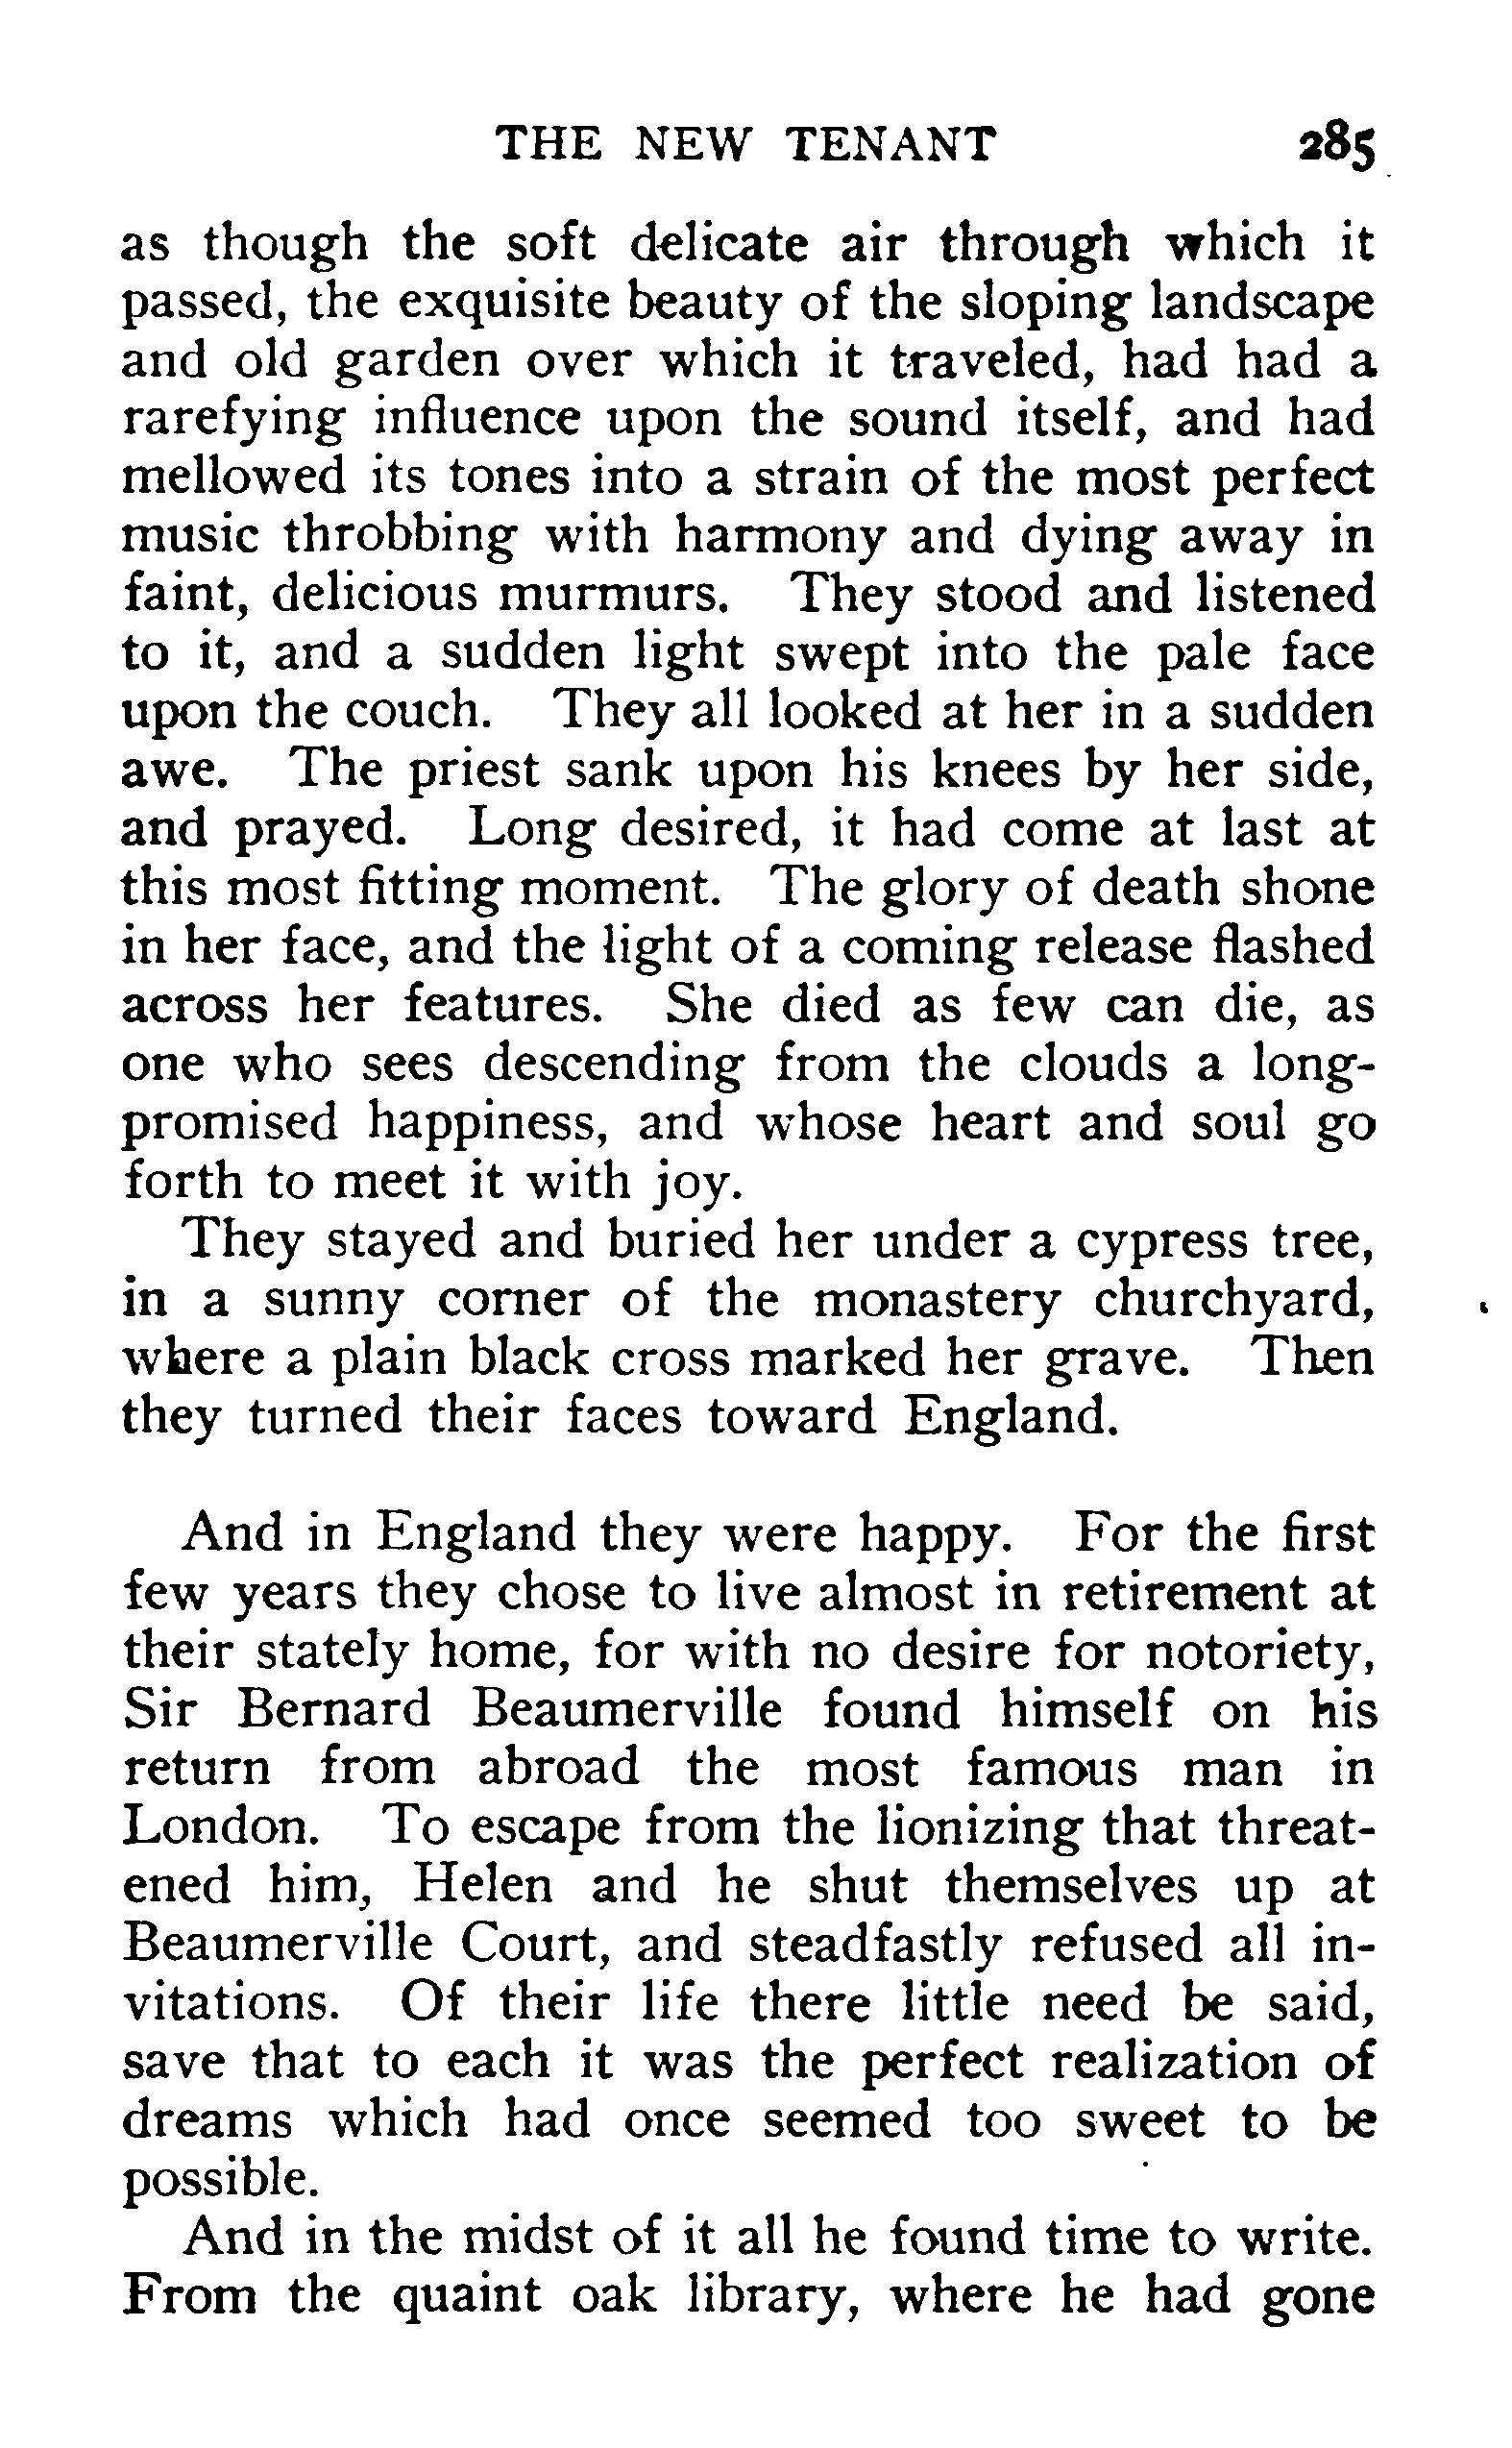 THE NEW TENANT 285
as though the soft delicate air through which it
passed, the exquisite beauty of the sloping landscape
and old garden over which it traveled, had had a
rarefying influence upon the sound itself, and had
mellowed its tones into a strain of the most perfect
music throbbing with harmony and dying away in
faint, delicious murmurs. They stood and listened
to it, and a sudden light swept into the pale face
upon the couch. They all looked at her in a sudden
awe. The priest sank upon his knees by her side,
and prayed. Long desired, it had come at last at
this most fitting moment. The glory of death shone
in her face, and the light of a coming release flashed
across her features. She died as few can die, as
one who sees descending from the clouds a long-
promised happiness, and whose heart and soul go
forth to meet it with joy.
They stayed and buried her under a cypress tree,
in a sunny corner of the monastery churchyard,
where a plain black cross marked her grave. Then
they turned their faces toward England.
And in England they were happy. For the first
few years they chose to live almost in retirement at
their stately home, for with no desire for notoriety,
Sir Bernard Beaumerville found himself on his
return from abroad the most famous man in
London. To escape from the lionizing that threat-
ened him, Helen and he shut themselves up at
Beaumerville Court, and steadfastly refused all in-
vitations. Of their life there little need be said,
save that to each it was the perfect realization of
dreams which had once seemed too sweet to be
possible.
And in the midst of it all he found time to write.
From the quaint oak library, where he had gone